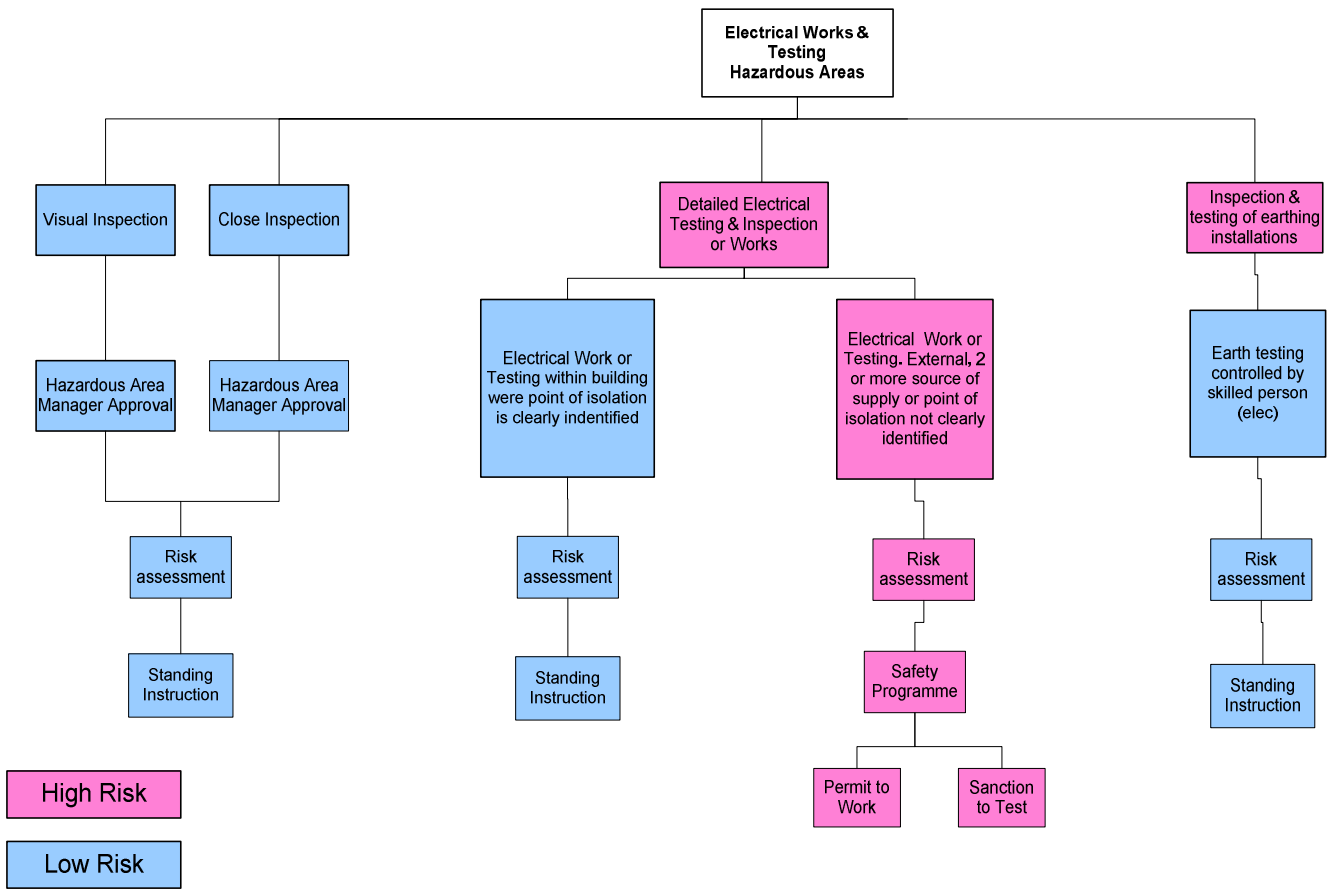 Electrical Works &
Testing
Hazardous Areas
Visual Inspection
Close Inspection
Detailed Electrical
Testing & Inspection
or Works
Inspection &
testing of earthing
installations
Electrical Work or
Testing within building
were point of isolation
is clearly indentified
Electrical Work or
Testing. External, 2
or more source of
supply or point of
isolation not clearly
identified
Earth testing
controlled by
skilled person
(elec)
Hazardous Area
Manager Approval
Hazardous Area
Manager Approval
Risk
assessment
Risk
assessment
Risk
assessment
Risk
assessment
Standing
Instruction
Standing
Instruction
Safety
Programme
Standing
Instruction
Permit to
Work
Sanction
to Test
High Risk
Low Risk